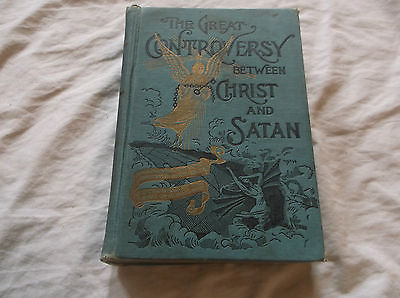 THE GREAT
CONTROVERSY
BETWEEN
CHRIST
AND
SATAN